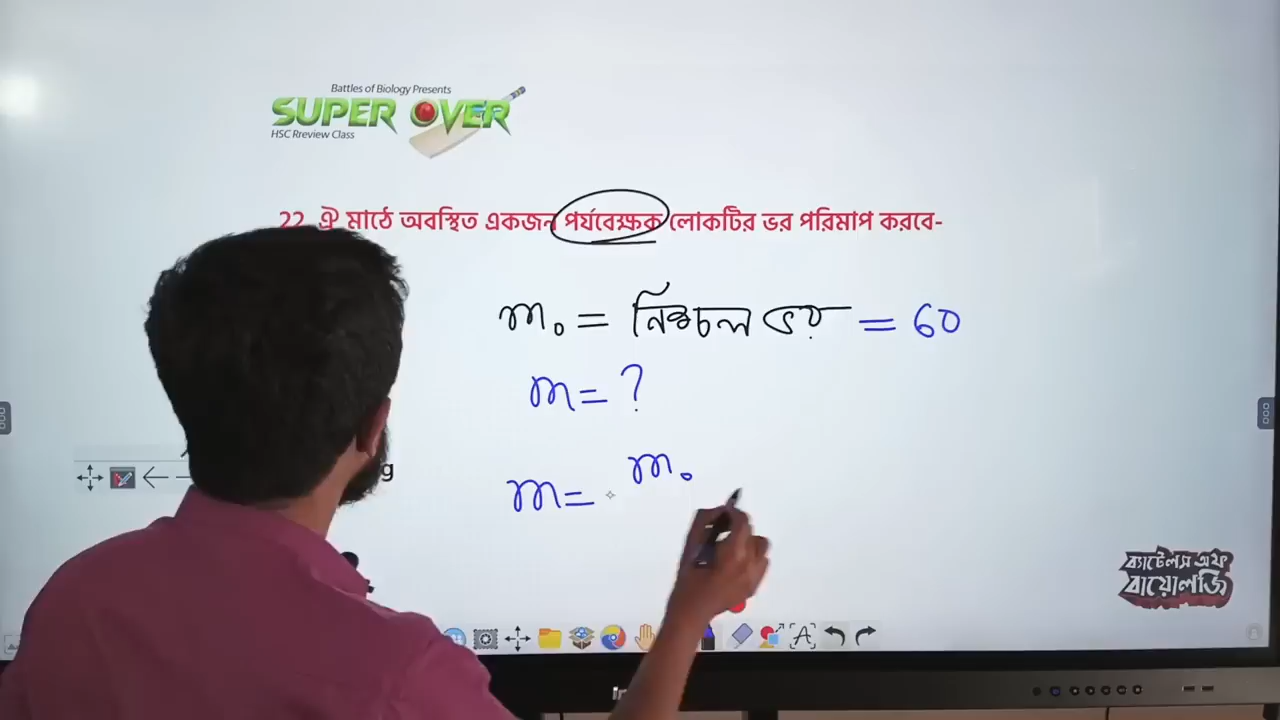 Battles of Biology Presents
SUPER OVER
HSC Rreview Class
22. ঐ মাঠে অবস্থিত একজন পর্যবেক্ষক লোকটির ভর পরিমাপ করবে-
m₀ = নিশ্চল ভর = 60
m = ?
m = m₀
g
ব্যাটেলস অফ
বায়োলজি